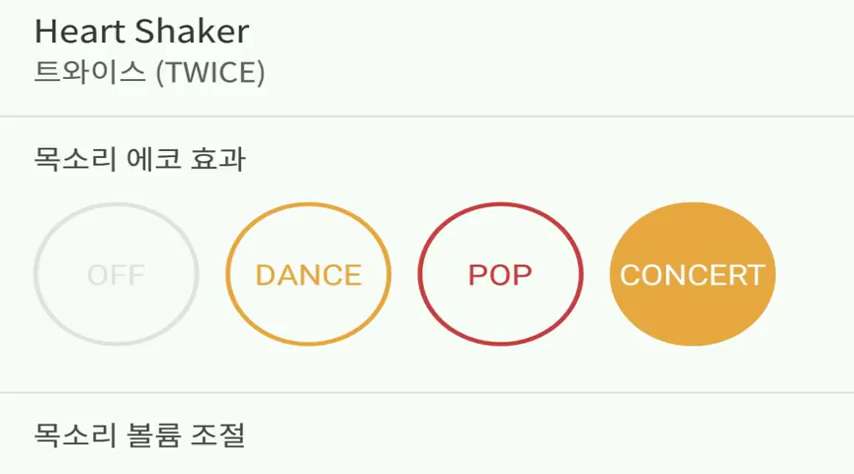 Heart Shaker
트와이스 (TWICE)
목소리 에코 효과
OFF DANCE POP CONCERT
목소리 볼륨 조절